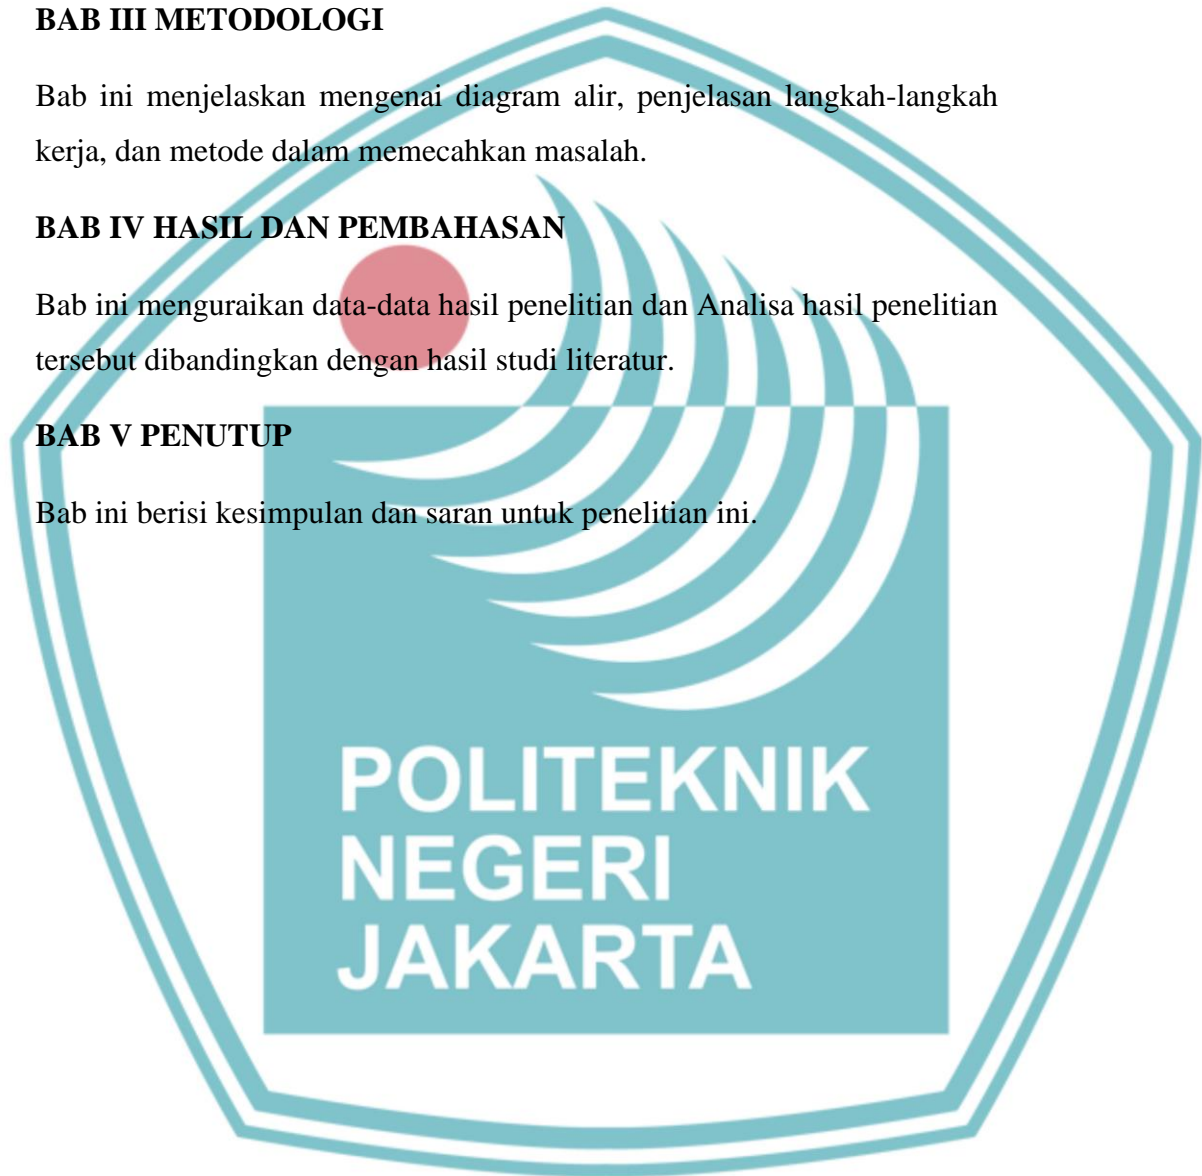 BAB III METODOLOGI
Bab ini menjelaskan mengenai diagram alir, penjelasan langkah-langkah
kerja, dan metode dalam memecahkan masalah.
BAB IV HASIL DAN PEMBAHASAN
Bab ini menguraikan data-data hasil penelitian dan Analisa hasil penelitian
tersebut dibandingkan dengan hasil studi literatur.
BAB V PENUTUP
Bab ini berisi kesimpulan dan saran untuk penelitian ini.
POLITEKNIK
NEGERI
JAKARTA